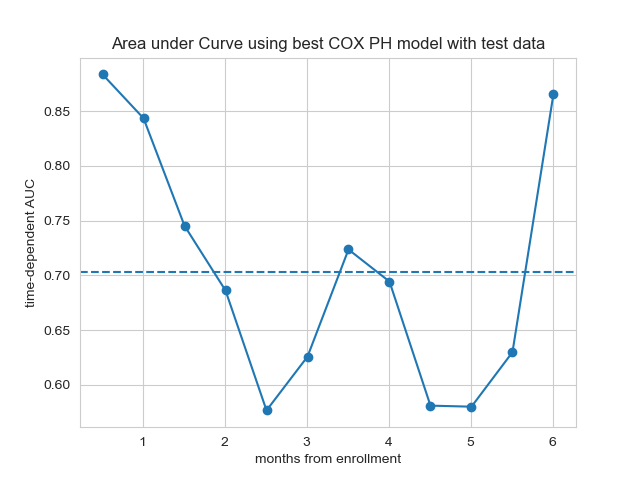 Area under Curve using best COX PH model with test data
time-dependent AUC
0.85
0.80
0.75
0.70
0.65
0.60
1 2 3 4 5 6
months from enrollment